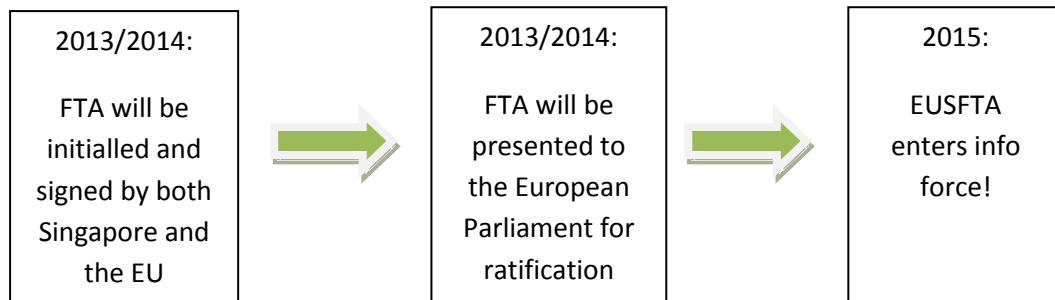 2013/2014:
FTA will be
initialled and
signed by both
Singapore and
the EU
2013/2014:
FTA will be
presented to
the European
Parliament for
ratification
2015:
EUSFTA
enters info
force!